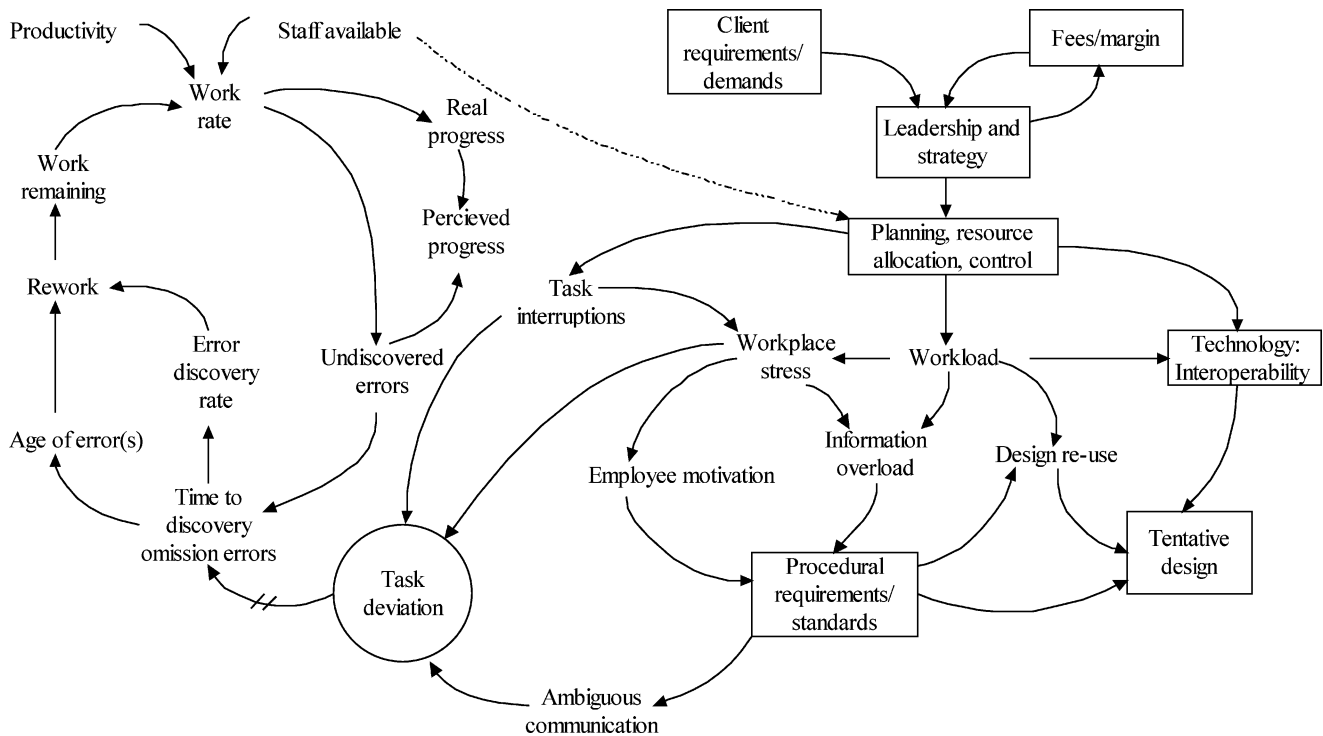 Productivity
Staff available
Client
requirements/
demands
Fees/margin
Work
rate
Real
progress
Leadership and
strategy
Work
remaining
Percieved
progress
Planning, resource
allocation, control
Rework
Task
interruptions
Error
discovery
rate
Undiscovered
errors
Workplace
stress
Workload
Technology:
Interoperability
Age of error(s)
Information
overload
Design re-use
Employee motivation
Time to
discovery
omission errors
Tentative
design
Task
deviation
Procedural
requirements/
standards
Ambiguous
communication